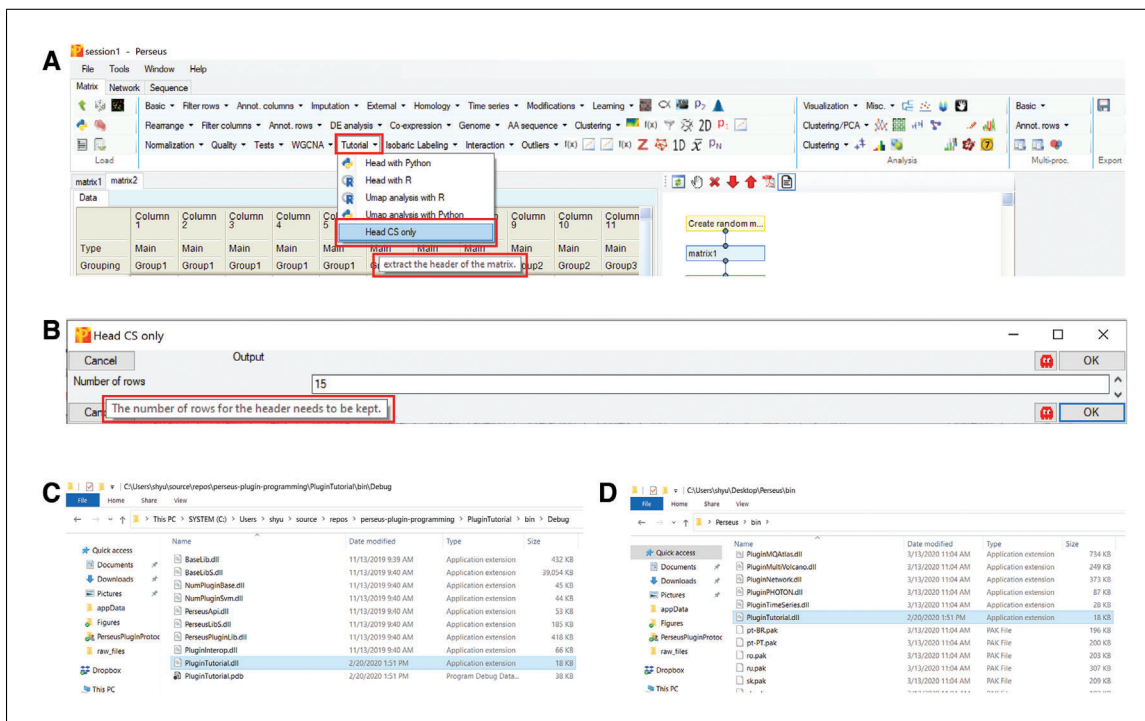 A
session1 - Perseus
File Tools Window Help
Matrix Network Sequence
Basic Filter rows Annot. columns Imputation External Homology Time series Modifications Learning P₂ Visualization Misc. Basic
Rearrange Filter columns Annot. rows DE analysis Co-expression Genome AA sequence Clustering f(x) 2D Clustering/PCA Annot. rows
Normalization Quality Tests WGCNA Tutorial Isobaric Labeling Interaction Outliers f(x) f(x) Z 1D Clustering
Load Analysis Multi-proc. Export
Head with Python
Head with R
Umap analysis with R
Umap analysis with Python
Head CS only
extract the header of the matrix.
matrix1 matrix2
Data
Column 1 Column 2 Column 3 Column 4 Column 9 Column 10 Column 11
Type Main Main Main Main Main Main Main Main Main Main Main
Grouping Group1 Group1 Group1 Group1 Group1 Group2 Group3
Create random m...
matrix1
B
Head CS only
Cancel Output OK
Number of rows 15
The number of rows for the header needs to be kept.
OK
C
C:\Users\shyu\source\repos\perseus-plugin-programming\PluginTutorial\bin\Debug
File Home Share View
This PC > SYSTEM (C:) > Users > shyu > source > repos > perseus-plugin-programming > PluginTutorial > bin > Debug
Name Date modified Type Size
Quick access
Documents
Downloads
Pictures
appData
Figures
PerseusPluginProtoc
raw_files
Dropbox
This PC
BaseLib.dll 11/13/2019 9:39 AM Application extension 432 KB
BaseLibS.dll 11/13/2019 9:40 AM Application extension 39,054 KB
NumPluginBase.dll 11/13/2019 9:40 AM Application extension 45 KB
NumPluginSvm.dll 11/13/2019 9:40 AM Application extension 44 KB
PerseusApi.dll 11/13/2019 9:40 AM Application extension 53 KB
PerseusLibS.dll 11/13/2019 9:40 AM Application extension 185 KB
PerseusPluginLib.dll 11/13/2019 9:40 AM Application extension 418 KB
PluginInterop.dll 11/13/2019 9:40 AM Application extension 66 KB
PluginTutorial.dll 2/20/2020 1:51 PM Application extension 18 KB
PluginTutorial.pdb 2/20/2020 1:51 PM Program Debug Data... 38 KB
D
C:\Users\shyu\Desktop\Perseus\bin
File Home Share View
Perseus > bin >
Name Date modified Type Size
Quick access
Documents
Downloads
Pictures
appData
Figures
PerseusPluginProtoc
raw_files
Dropbox
This PC
PluginMQAtlas.dll 3/13/2020 11:04 AM Application extension 734 KB
PluginMultiVolcano.dll 3/13/2020 11:04 AM Application extension 249 KB
PluginNetwork.dll 3/13/2020 11:04 AM Application extension 373 KB
PluginPHOTON.dll 3/13/2020 11:04 AM Application extension 87 KB
PluginTimeSeries.dll 3/13/2020 11:04 AM Application extension 28 KB
PluginTutorial.dll 2/20/2020 1:51 PM Application extension 18 KB
pt-BR.pak 3/13/2020 11:04 AM PAK File 196 KB
pt-PT.pak 3/13/2020 11:04 AM PAK File 200 KB
ro.pak 3/13/2020 11:04 AM PAK File 203 KB
ru.pak 3/13/2020 11:04 AM PAK File 307 KB
sk.pak 3/13/2020 11:04 AM PAK File 209 KB